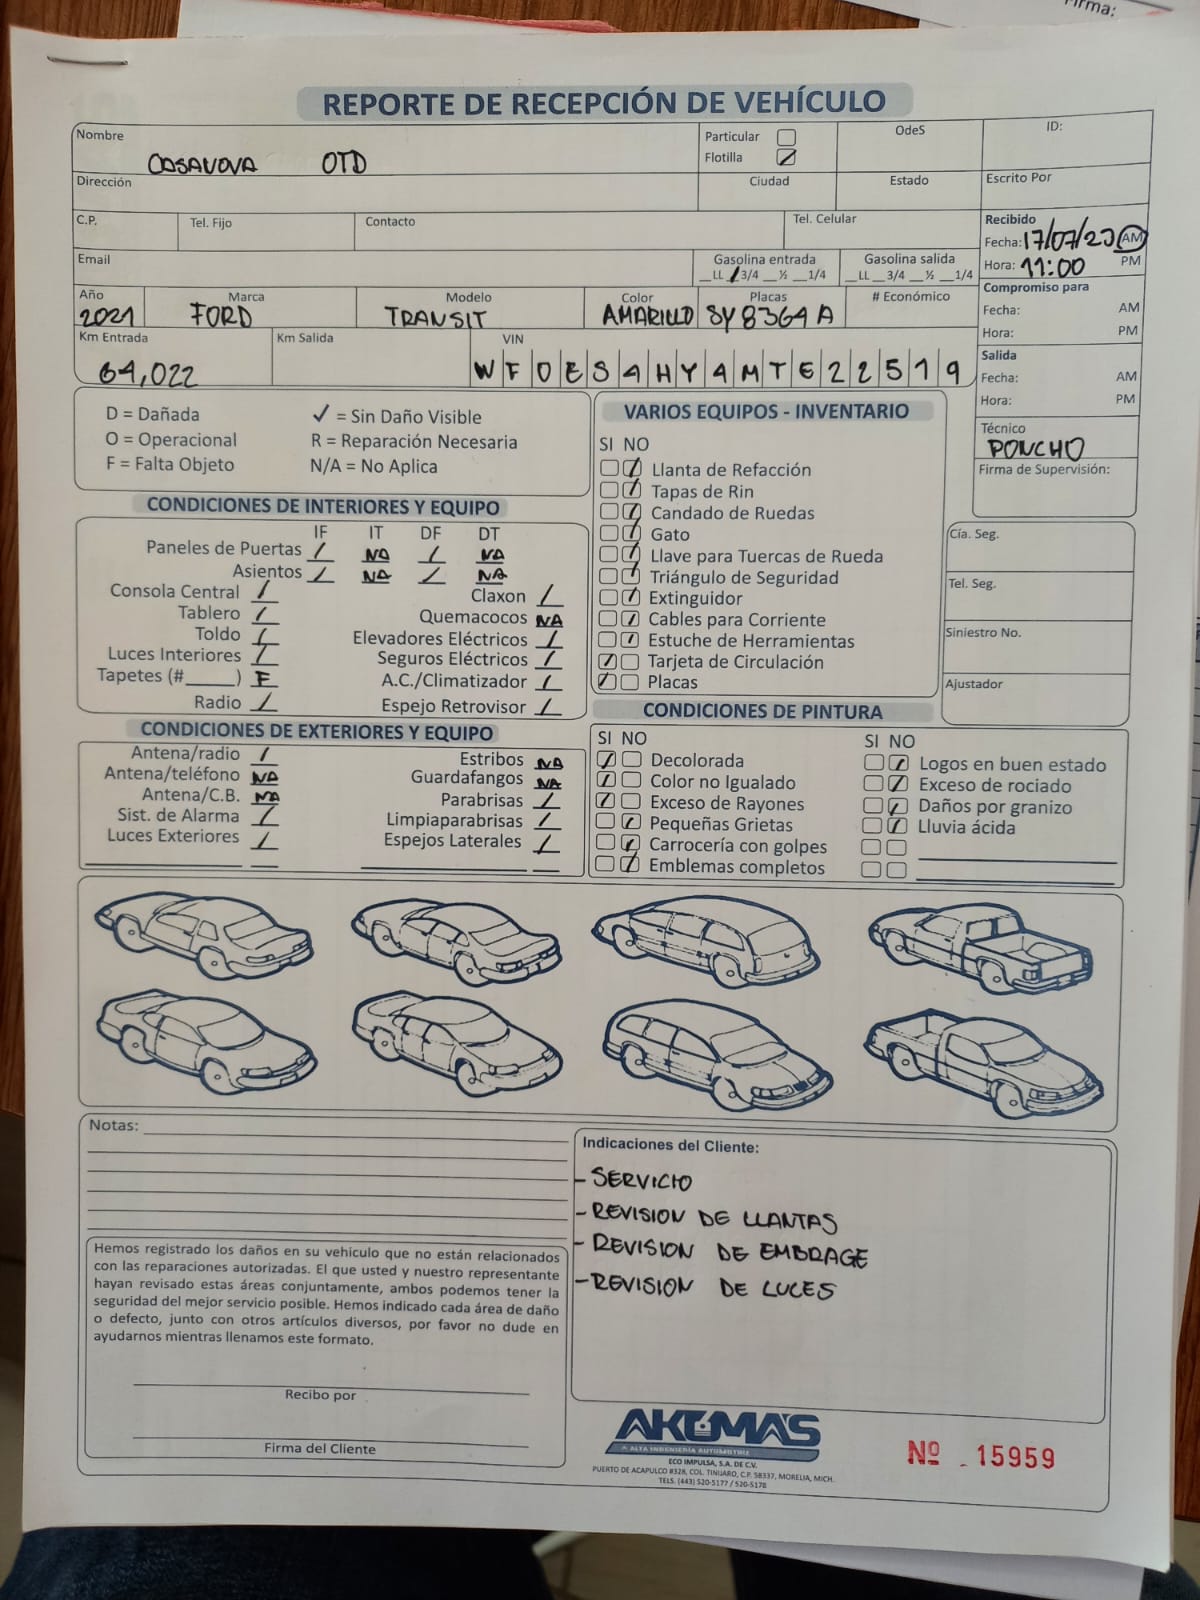 Firma:
REPORTE DE RECEPCIÓN DE VEHÍCULO
Nombre
CASANOVA OTD
Particular
Flotilla
OdeS
ID:
Dirección
Ciudad
Estado
Escrito Por
C.P.
Tel. Fijo
Contacto
Tel. Celular
Recibido
Fecha: 17/07/20 AM
Hora: 11:00 PM
Email
Gasolina entrada
__LL __3/4 __½ __1/4
Gasolina salida
__LL __3/4 __½ __1/4
Compromiso para
Fecha: AM
Hora: PM
Año
2021
Marca
FORD
Modelo
TRANSIT
Color
AMARILLO
Placas
SY8364A
# Económico
Km Entrada
64,022
Km Salida
VIN
WF0ES4HY4MTE22519
Salida
Fecha: AM
Hora: PM
Técnico
PONCHO
Firma de Supervisión:
D = Dañada
O = Operacional
F = Falta Objeto
✓ = Sin Daño Visible
R = Reparación Necesaria
N/A = No Aplica
VARIOS EQUIPOS - INVENTARIO
SI NO
Llanta de Refacción
Tapas de Rin
Candado de Ruedas
Gato
Llave para Tuercas de Rueda
Triángulo de Seguridad
Extinguidor
Cables para Corriente
Estuche de Herramientas
Tarjeta de Circulación
Placas
Cía. Seg.
Tel. Seg.
Siniestro No.
Ajustador
CONDICIONES DE INTERIORES Y EQUIPO
IF IT DF DT
Paneles de Puertas / NA / NA
Asientos / NA / NA
Consola Central /
Tablero /
Toldo /
Luces Interiores /
Tapetes (#_____) F
Radio /
Claxon /
Quemacocos NA
Elevadores Eléctricos /
Seguros Eléctricos /
A.C./Climatizador /
Espejo Retrovisor /
CONDICIONES DE EXTERIORES Y EQUIPO
Antena/radio /
Antena/teléfono NA
Antena/C.B. NA
Sist. de Alarma /
Luces Exteriores /
Estribos NA
Guardafangos NA
Parabrisas /
Limpiaparabrisas /
Espejos Laterales /
CONDICIONES DE PINTURA
SI NO
Decolorada
Color no Igualado
Exceso de Rayones
Pequeñas Grietas
Carrocería con golpes
Emblemas completos
SI NO
Logos en buen estado
Exceso de rociado
Daños por granizo
Lluvia ácida
Notas:
Indicaciones del Cliente:
- SERVICIO
- REVISION DE LLANTAS
- REVISION DE EMBRAGE
- REVISION DE LUCES
Hemos registrado los daños en su vehiculo que no están relacionados
con las reparaciones autorizadas. El que usted y nuestro representante
hayan revisado estas áreas conjuntamente, ambos podemos tener la
seguridad del mejor servicio posible. Hemos indicado cada área de daño
o defecto, junto con otros artículos diversos, por favor no dude en
ayudarnos mientras llenamos este formato.
Recibo por
Firma del Cliente
AKEMA'S
ALTA INGENIERÍA AUTOMOTRIZ
ECO IMPULSA, S.A. DE C.V.
PUERTO DE ACAPULCO #328, COL. TINIJARO, C.P. 58337, MORELIA, MICH.
TELS. (443) 520-5177 / 520-5178
Nº 15959